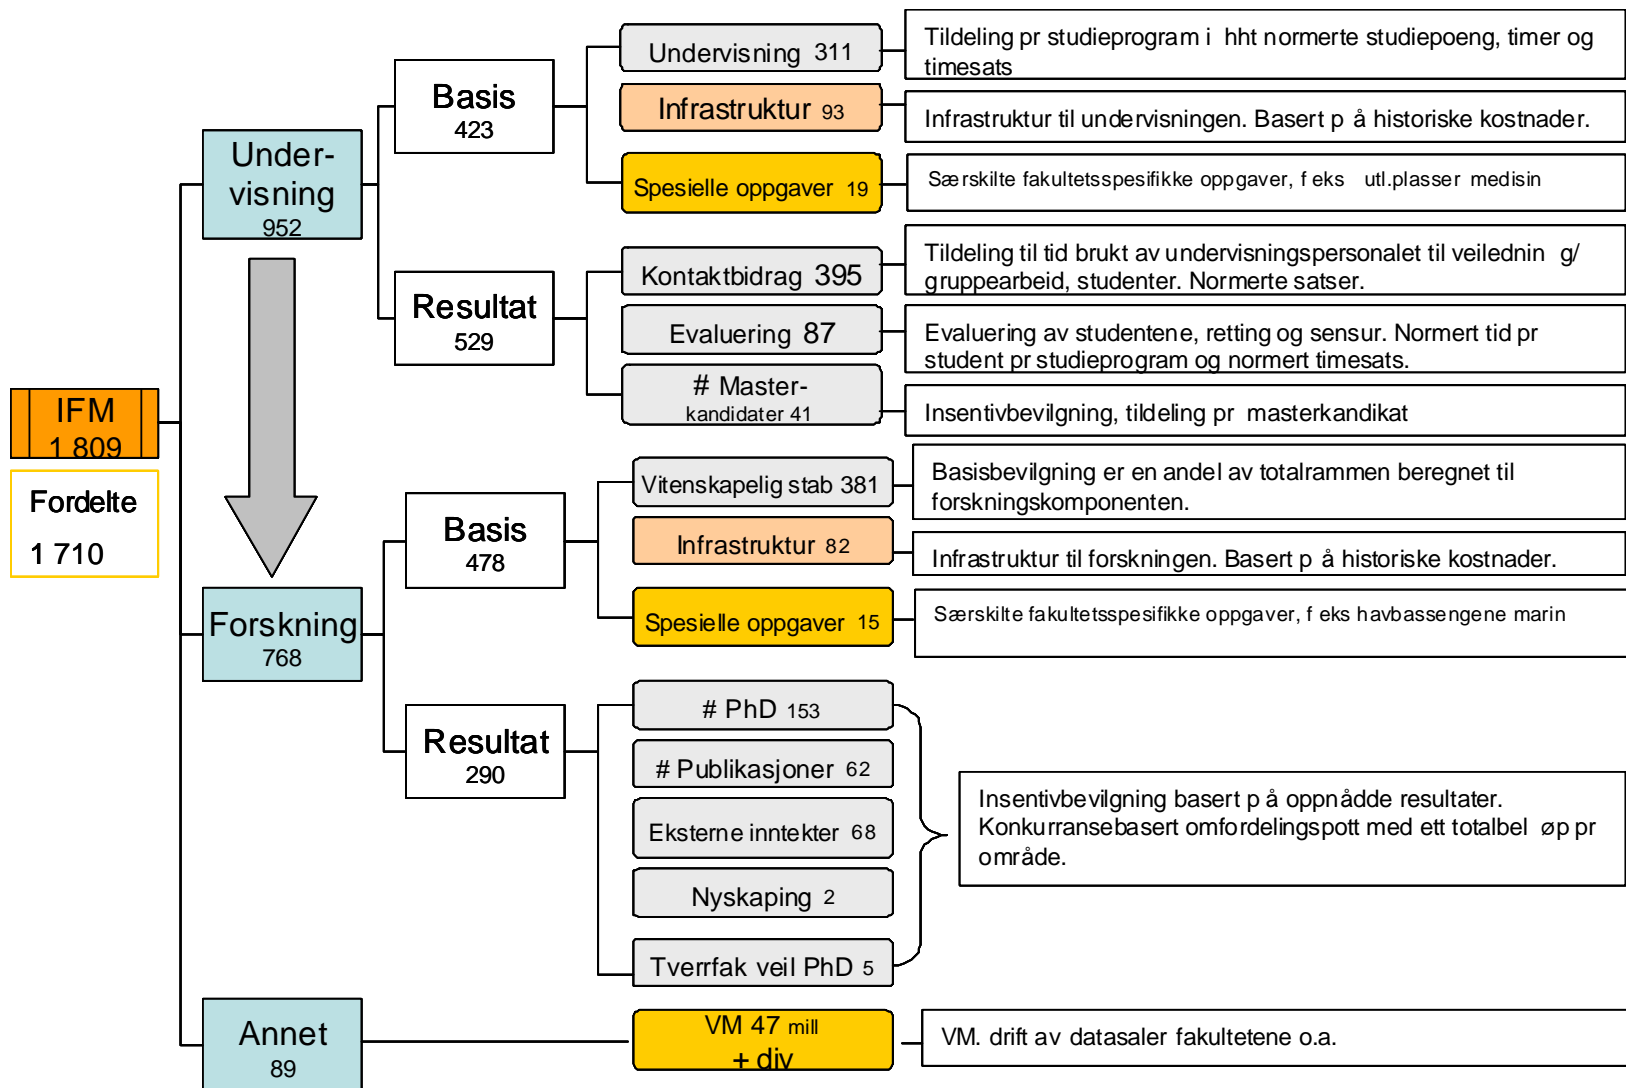 IFM
1 809
Fordelte
1 710
Under-
visning
952
Basis
423
Undervisning 311
Tildeling pr studieprogram i hht normerte studiepoeng, timer og
timesats
Infrastruktur 93
Infrastruktur til undervisningen. Basert p å historiske kostnader.
Spesielle oppgaver 19
Særskilte fakultetsspesifikke oppgaver, f eks utl.plasser medisin
Resultat
529
Kontaktbidrag 395
Tildeling til tid brukt av undervisningspersonalet til veilednin g/
gruppearbeid, studenter. Normerte satser.
Evaluering 87
Evaluering av studentene, retting og sensur. Normert tid pr
student pr studieprogram og normert timesats.
# Master-
kandidater 41
Insentivbevilgning, tildeling pr masterkandikat
Forskning
768
Basis
478
Vitenskapelig stab 381
Basisbevilgning er en andel av totalrammen beregnet til
forskningskomponenten.
Infrastruktur 82
Infrastruktur til forskningen. Basert p å historiske kostnader.
Spesielle oppgaver 15
Særskilte fakultetsspesifikke oppgaver, f eks havbassengene marin
Resultat
290
# PhD 153
# Publikasjoner 62
Eksterne inntekter 68
Nyskaping 2
Tverrfak veil PhD 5
Insentivbevilgning basert p å oppnådde resultater.
Konkurransebasert omfordelingspott med ett totalbel øp pr
område.
Annet
89
VM 47 mill
+ div
VM. drift av datasaler fakultetene o.a.